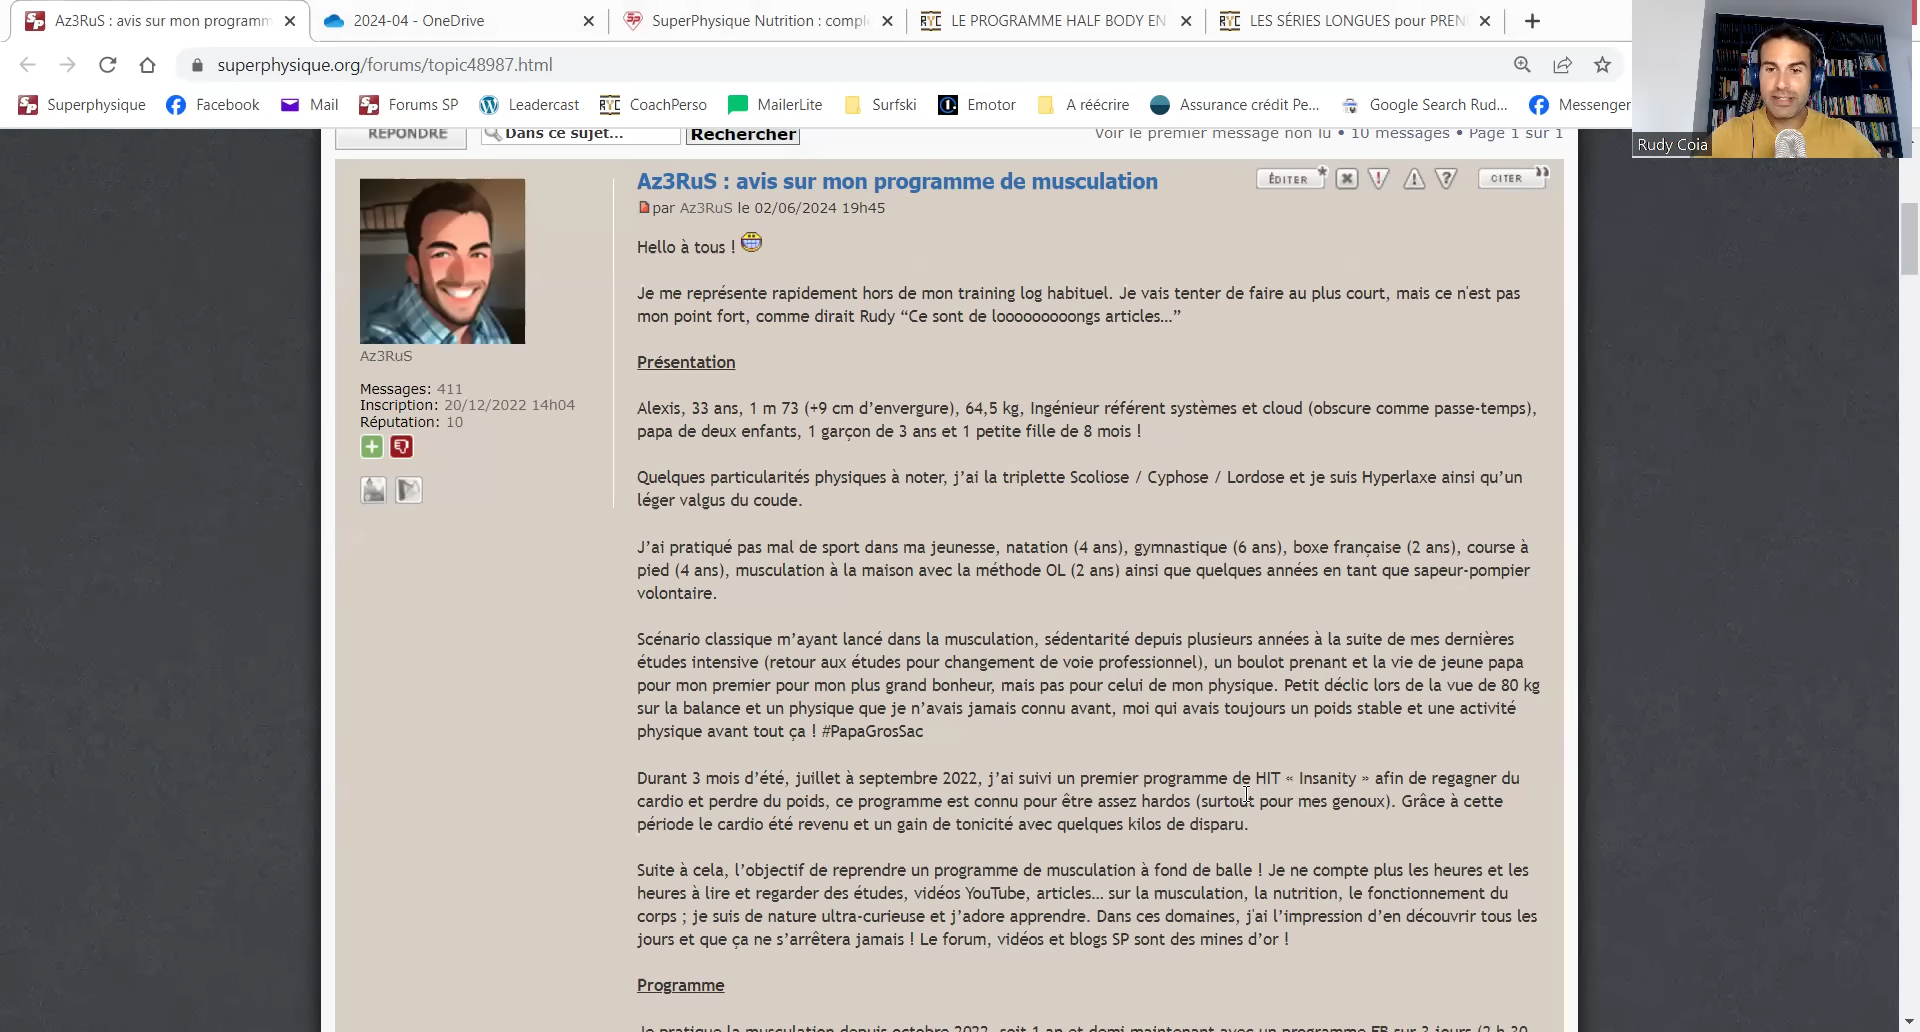 Az3RuS : avis sur mon programm
2024-04 - OneDrive
SuperPhysique Nutrition : compl
LE PROGRAMME HALF BODY EN
LES SÉRIES LONGUES pour PREN
superphysique.org/forums/topic48987.html
Superphysique
Facebook
Mail
Forums SP
Leadercast
CoachPerso
MailerLite
Surfski
Emotor
A réécrire
Assurance crédit Pe...
Google Search Rud...
Messenger
Rudy Coia
RÉPONDRE
Dans ce sujet...
Rechercher
Voir le premier message non lu • 10 messages • Page 1 sur 1
Az3RuS : avis sur mon programme de musculation
ÉDITER
CITER
par Az3RuS le 02/06/2024 19h45
Az3RuS
Messages: 411
Inscription: 20/12/2022 14h04
Réputation: 10
Hello à tous !
Je me représente rapidement hors de mon training log habituel. Je vais tenter de faire au plus court, mais ce n'est pas
mon point fort, comme dirait Rudy “Ce sont de looooooooongs articles…”
Présentation
Alexis, 33 ans, 1 m 73 (+9 cm d’envergure), 64,5 kg, Ingénieur référent systèmes et cloud (obscure comme passe-temps),
papa de deux enfants, 1 garçon de 3 ans et 1 petite fille de 8 mois !
Quelques particularités physiques à noter, j’ai la triplette Scoliose / Cyphose / Lordose et je suis Hyperlaxe ainsi qu’un
léger valgus du coude.
J’ai pratiqué pas mal de sport dans ma jeunesse, natation (4 ans), gymnastique (6 ans), boxe française (2 ans), course à
pied (4 ans), musculation à la maison avec la méthode OL (2 ans) ainsi que quelques années en tant que sapeur-pompier
volontaire.
Scénario classique m’ayant lancé dans la musculation, sédentarité depuis plusieurs années à la suite de mes dernières
études intensive (retour aux études pour changement de voie professionnel), un boulot prenant et la vie de jeune papa
pour mon premier pour mon plus grand bonheur, mais pas pour celui de mon physique. Petit déclic lors de la vue de 80 kg
sur la balance et un physique que je n’avais jamais connu avant, moi qui avais toujours un poids stable et une activité
physique avant tout ça ! #PapaGrosSac
Durant 3 mois d’été, juillet à septembre 2022, j’ai suivi un premier programme de HIT « Insanity » afin de regagner du
cardio et perdre du poids, ce programme est connu pour être assez hardos (surtout pour mes genoux). Grâce à cette
période le cardio été revenu et un gain de tonicité avec quelques kilos de disparu.
Suite à cela, l’objectif de reprendre un programme de musculation à fond de balle ! Je ne compte plus les heures et les
heures à lire et regarder des études, vidéos YouTube, articles… sur la musculation, la nutrition, le fonctionnement du
corps ; je suis de nature ultra-curieuse et j’adore apprendre. Dans ces domaines, j'ai l’impression d’en découvrir tous les
jours et que ça ne s’arrêtera jamais ! Le forum, vidéos et blogs SP sont des mines d’or !
Programme
Je pratique la musculation depuis octobre 2022, soit 1 an et demi maintenant avec un programme FB sur 3 jours (2 h 30